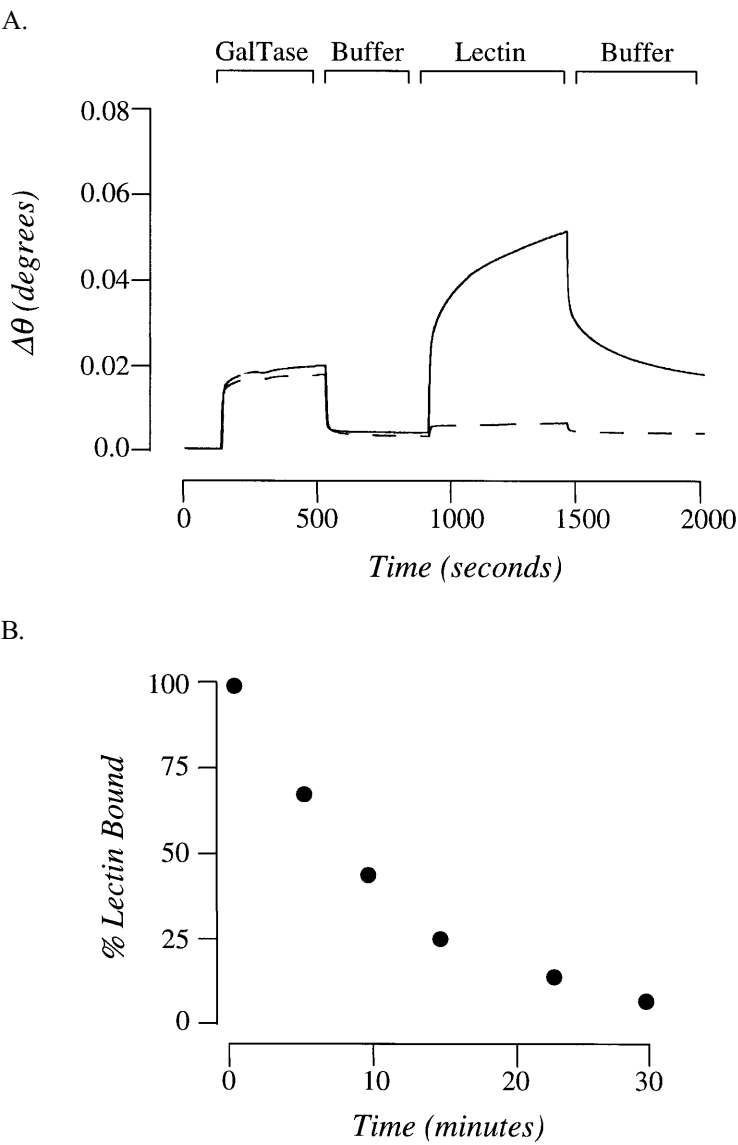 A.
GalTase Buffer Lectin Buffer
Δθ (degrees)
0.08
0.06
0.04
0.02
0.0
0 500 1000 1500 2000
Time (seconds)
B.
% Lectin Bound
100
75
50
25
0
0 10 20 30
Time (minutes)